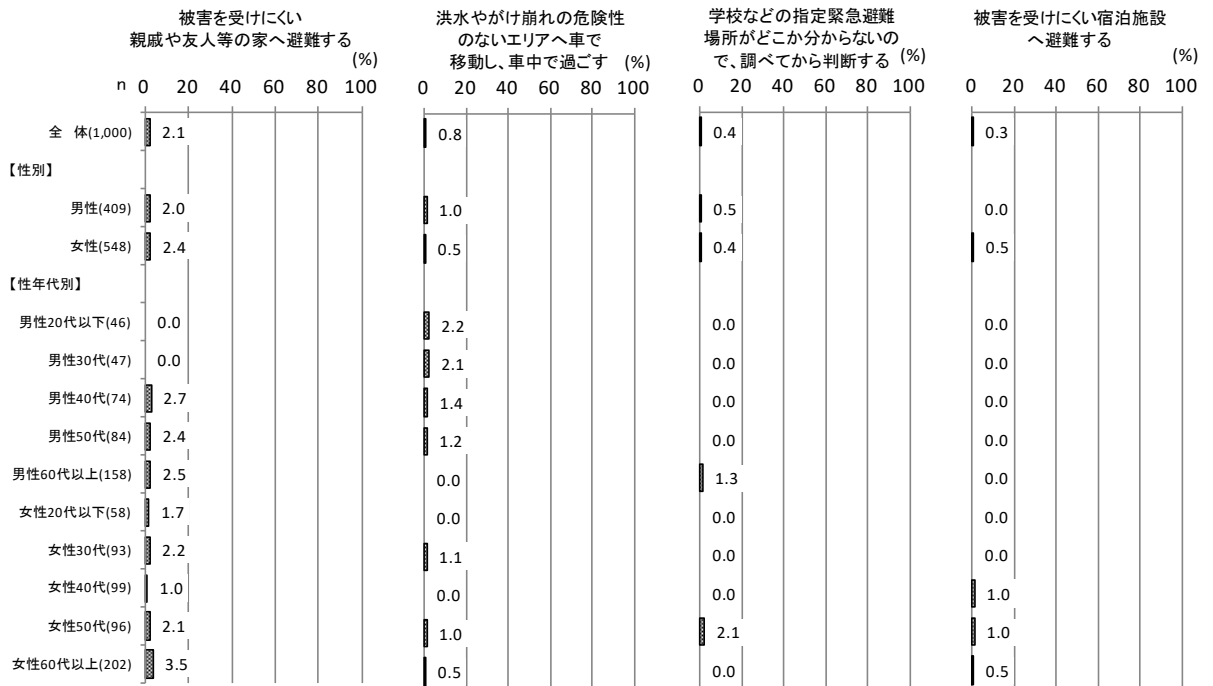 被害を受けにくい
親戚や友人等の家へ避難する
(%)
洪水やがけ崩れの危険性
のないエリアへ車で
移動し、車中で過ごす (%)
学校などの指定緊急避難
場所がどこか分からないの
で、調べてから判断する (%)
被害を受けにくい宿泊施設
へ避難する
(%)
n 0 20 40 60 80 100 0 20 40 60 80 100 0 20 40 60 80 100 0 20 40 60 80 100
全 体(1,000) 2.1 0.8 0.4 0.3
【性別】
男性(409) 2.0 1.0 0.5 0.0
女性(548) 2.4 0.5 0.4 0.5
【性年代別】
男性20代以下(46) 0.0 2.2 0.0 0.0
男性30代(47) 0.0 2.1 0.0 0.0
男性40代(74) 2.7 1.4 0.0 0.0
男性50代(84) 2.4 1.2 0.0 0.0
男性60代以上(158) 2.5 0.0 1.3 0.0
女性20代以下(58) 1.7 0.0 0.0 0.0
女性30代(93) 2.2 1.1 0.0 0.0
女性40代(99) 1.0 0.0 0.0 1.0
女性50代(96) 2.1 1.0 2.1 1.0
女性60代以上(202) 3.5 0.5 0.0 0.5